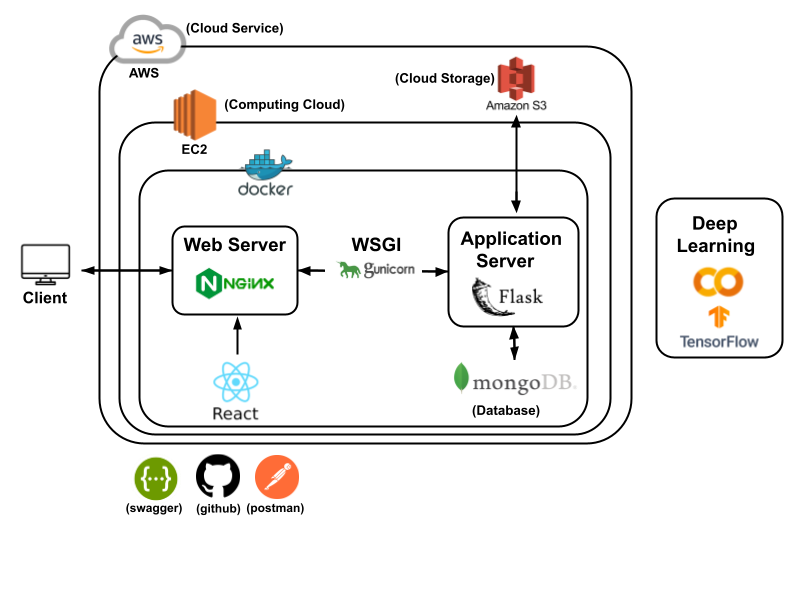 aws
(Cloud Service)
AWS
(Cloud Storage)
Amazon S3
(Computing Cloud)
EC2
docker
Web Server
NGINX
WSGI
gunicorn
Application
Server
Flask
Deep
Learning
TensorFlow
Client
React
mongoDB.
(Database)
{...}
(swagger)
(github)
(postman)